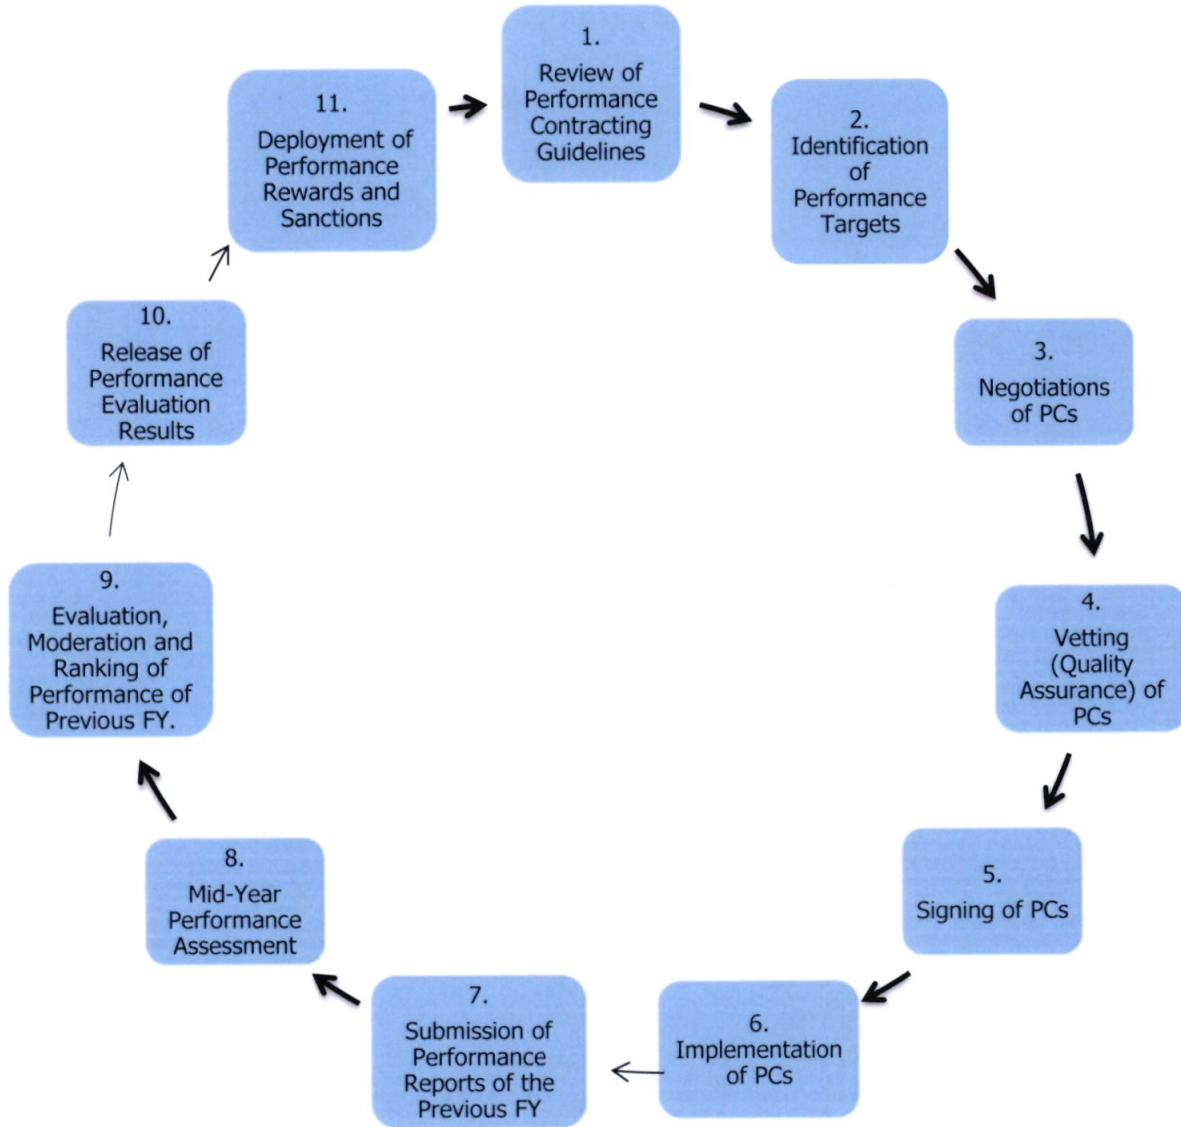 1.
Review of
Performance
Contracting
Guidelines
2.
Identification
of
Performance
Targets
3.
Negotiations
of PCs
4.
Vetting
(Quality
Assurance) of
PCs
5.
Signing of PCs
6.
Implementation
of PCs
7.
Submission of
Performance
Reports of the
Previous FY
8.
Mid-Year
Performance
Assessment
9.
Evaluation,
Moderation and
Ranking of
Performance of
Previous FY.
10.
Release of
Performance
Evaluation
Results
11.
Deployment of
Performance
Rewards and
Sanctions